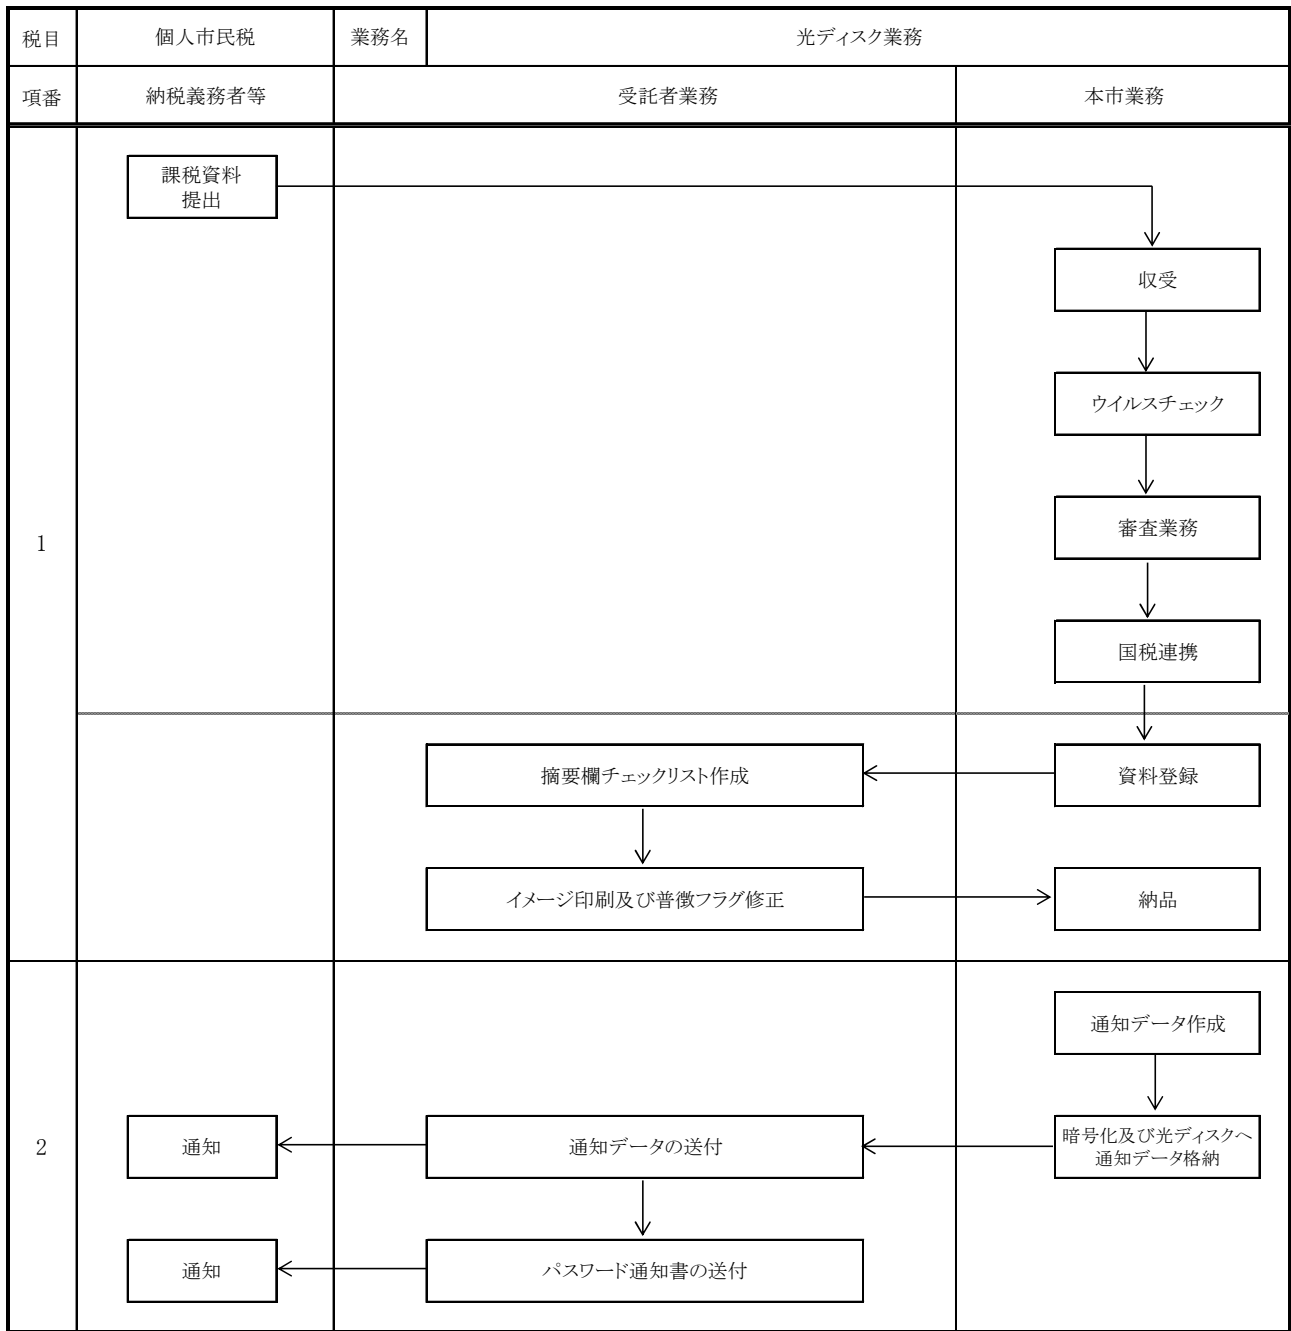 税目 個人市民税 業務名 光ディスク業務
項番 納税義務者等 受託者業務 本市業務
課税資料
提出
収受
ウイルスチェック
審査業務
1
国税連携
摘要欄チェックリスト作成 資料登録
イメージ印刷及び普徴フラグ修正 納品
通知データ作成
2
通知 通知データの送付 暗号化及び光ディスクへ
通知データ格納
通知 パスワード通知書の送付